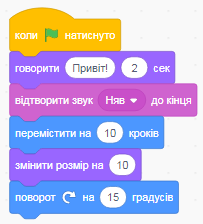 коли натиснуто
говорити Привіт! 2 сек
відтворити звук Няв до кінця
перемістити на 10 кроків
змінити розмір на 10
поворот на 15 градусів